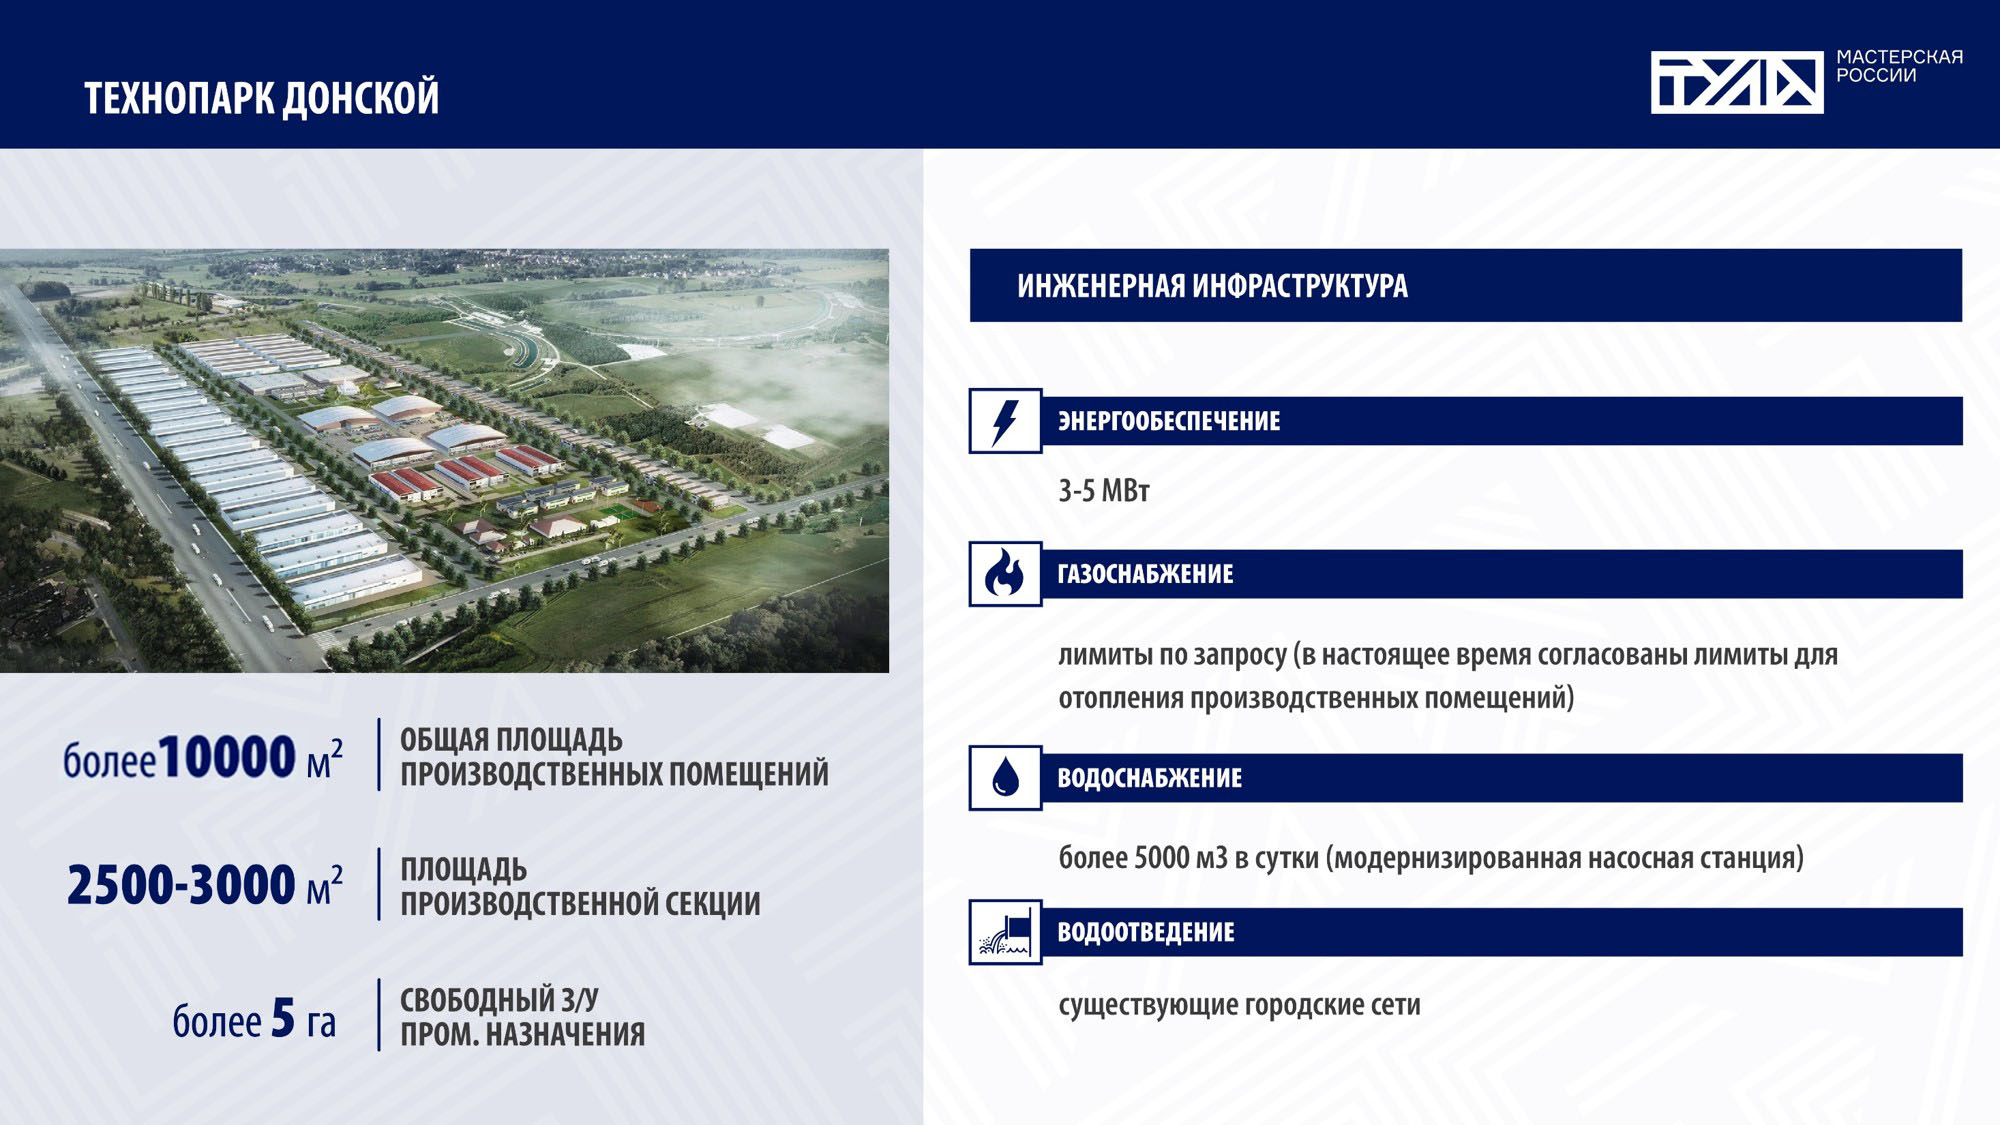 ТЕХНОПАРК ДОНСКОЙ
ТУЛА
МАСТЕРСКАЯ
РОССИИ
более 10000 м²
ОБЩАЯ ПЛОЩАДЬ
ПРОИЗВОДСТВЕННЫХ ПОМЕЩЕНИЙ
2500-3000 м²
ПЛОЩАДЬ
ПРОИЗВОДСТВЕННОЙ СЕКЦИИ
более 5 га
СВОБОДНЫЙ З/У
ПРОМ. НАЗНАЧЕНИЯ
ИНЖЕНЕРНАЯ ИНФРАСТРУКТУРА
ЭНЕРГООБЕСПЕЧЕНИЕ
3-5 МВт
ГАЗОСНАБЖЕНИЕ
лимиты по запросу (в настоящее время согласованы лимиты для
отопления производственных помещений)
ВОДОСНАБЖЕНИЕ
более 5000 м3 в сутки (модернизированная насосная станция)
ВОДООТВЕДЕНИЕ
существующие городские сети